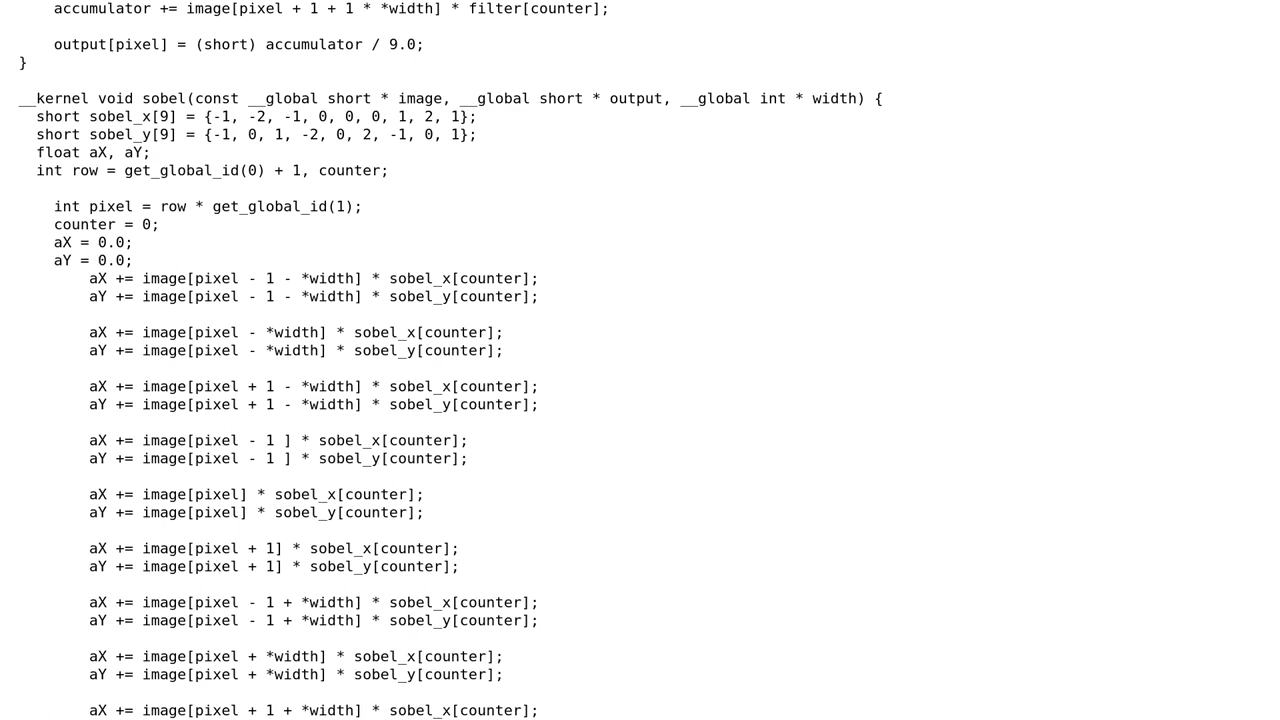 accumulator += image[pixel + 1 + 1 * *width] * filter[counter];
output[pixel] = (short) accumulator / 9.0;
}
__kernel void sobel(const __global short * image, __global short * output, __global int * width) {
short sobel_x[9] = {-1, -2, -1, 0, 0, 0, 1, 2, 1};
short sobel_y[9] = {-1, 0, 1, -2, 0, 2, -1, 0, 1};
float aX, aY;
int row = get_global_id(0) + 1, counter;
int pixel = row * get_global_id(1);
counter = 0;
aX = 0.0;
aY = 0.0;
aX += image[pixel - 1 - *width] * sobel_x[counter];
aY += image[pixel - 1 - *width] * sobel_y[counter];
aX += image[pixel - *width] * sobel_x[counter];
aY += image[pixel - *width] * sobel_y[counter];
aX += image[pixel + 1 - *width] * sobel_x[counter];
aY += image[pixel + 1 - *width] * sobel_y[counter];
aX += image[pixel - 1 ] * sobel_x[counter];
aY += image[pixel - 1 ] * sobel_y[counter];
aX += image[pixel] * sobel_x[counter];
aY += image[pixel] * sobel_y[counter];
aX += image[pixel + 1] * sobel_x[counter];
aY += image[pixel + 1] * sobel_y[counter];
aX += image[pixel - 1 + *width] * sobel_x[counter];
aY += image[pixel - 1 + *width] * sobel_y[counter];
aX += image[pixel + *width] * sobel_x[counter];
aY += image[pixel + *width] * sobel_y[counter];
aX += image[pixel + 1 + *width] * sobel_x[counter];